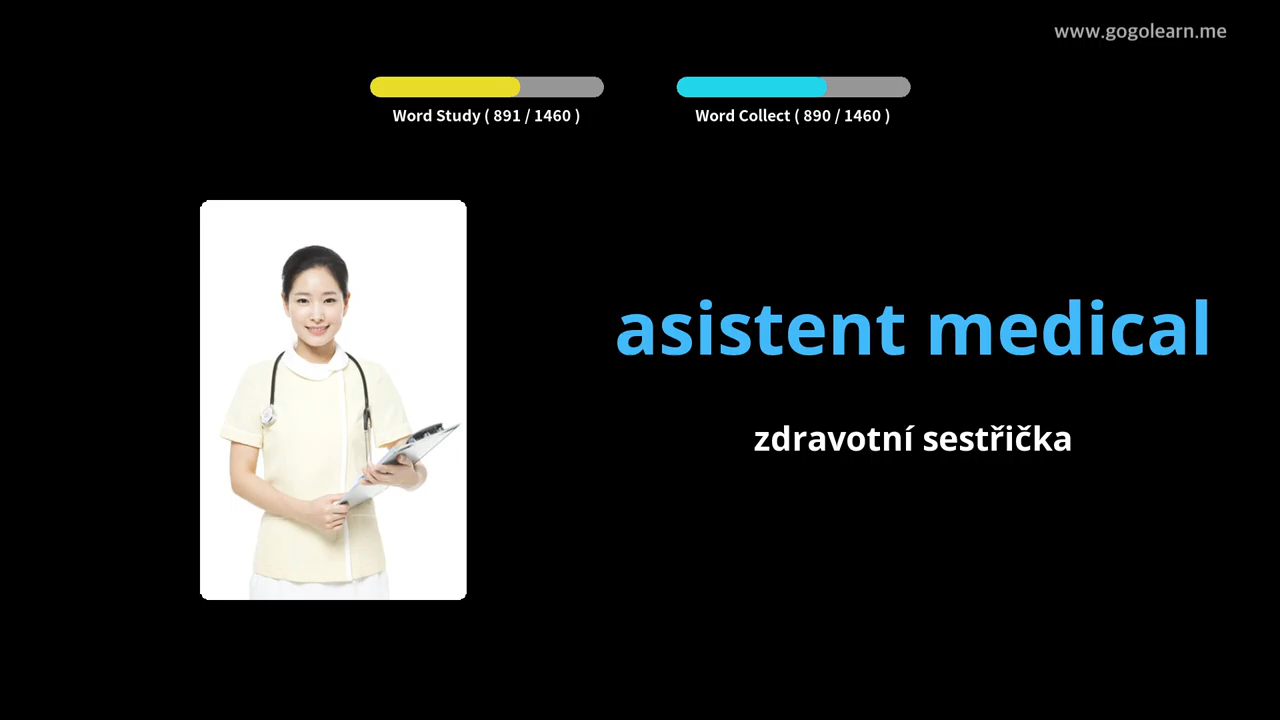 www.gogolearn.me
Word Study ( 891 / 1460 )
Word Collect ( 890 / 1460 )
asistent medical
zdravotní sestřička